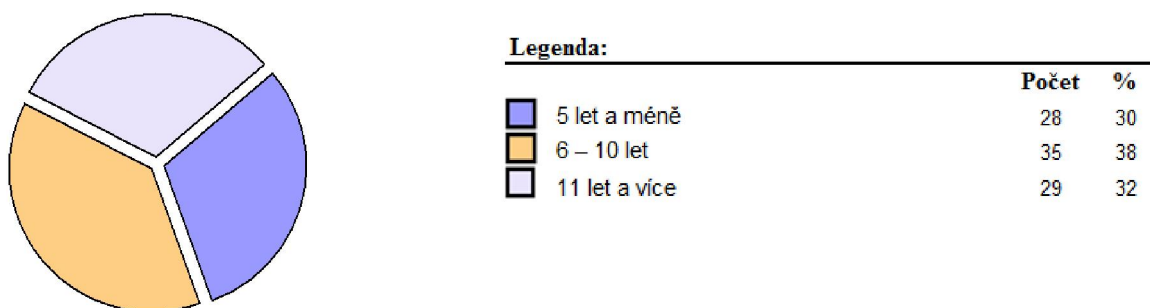 Legenda:
Počet %
5 let a méně 28 30
6 – 10 let 35 38
11 let a více 29 32